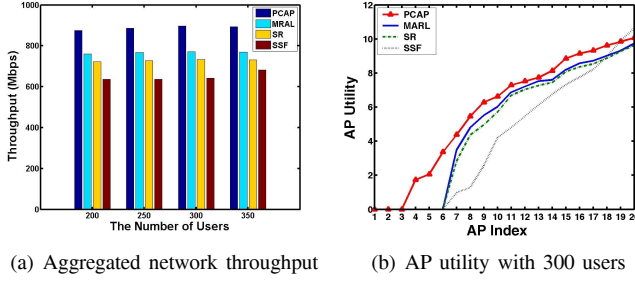 1000
800
600
400
200
0
Throughput (Mbps)
PCAP
MRAL
SR
SSF
200 250 300 350
The Number of Users
(a) Aggregated network throughput
12
10
8
6
4
2
0
AP Utility
PCAP
MARL
SR
SSF
1 2 3 4 5 6 7 8 9 10 11 12 13 14 15 16 17 18 19 20
AP Index
(b) AP utility with 300 users